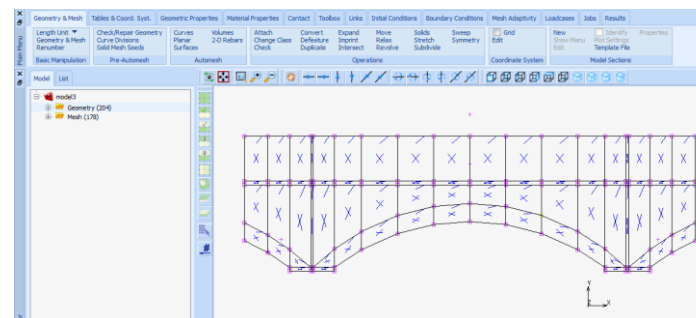 Geometry & Mesh Tables & Coord. Syst. Geometric Properties Material Properties Contact Toolbox Links Initial Conditions Boundary Conditions Mesh Adaptivity Loadcases Jobs Results
Length Unit Check/Repair Geometry Curves Volumes Attach Convert Expand Move Solids Sweep Grid New Identify Properties
Geometry & Mesh Curve Divisions Planar 2-D Rebars Change Class Defeature Imprint Relax Stretch Symmetry Edit Show Menu Plot Settings
Renumber Solid Mesh Seeds Surfaces Check Duplicate Intersect Revolve Subdivide Edit Template File
Basic Manipulation Pre-Automesh Automesh Operations Coordinate System Model Sections
Main Menu
Model List
model3
Geometry (204)
Mesh (178)
Y
Z X